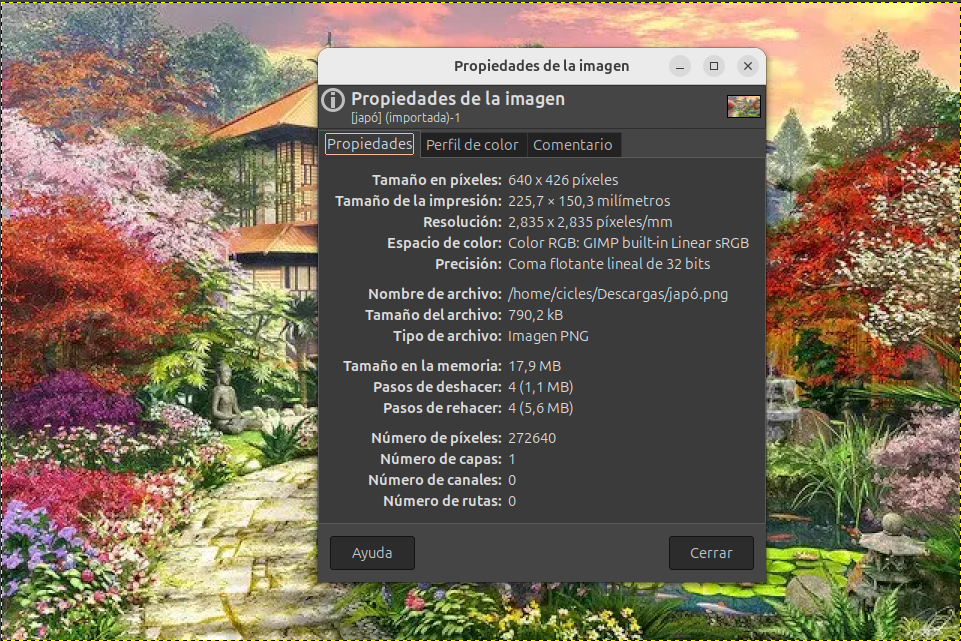 Propiedades de la imagen
Propiedades de la imagen
[japó] (importada)-1
Propiedades Perfil de color Comentario
Tamaño en píxeles: 640 x 426 píxeles
Tamaño de la impresión: 225,7 × 150,3 milímetros
Resolución: 2,835 x 2,835 píxeles/mm
Espacio de color: Color RGB: GIMP built-in Linear sRGB
Precisión: Coma flotante lineal de 32 bits
Nombre de archivo: /home/cicles/Descargas/japó.png
Tamaño del archivo: 790,2 kB
Tipo de archivo: Imagen PNG
Tamaño en la memoria: 17,9 MB
Pasos de deshacer: 4 (1,1 MB)
Pasos de rehacer: 4 (5,6 MB)
Número de píxeles: 272640
Número de capas: 1
Número de canales: 0
Número de rutas: 0
Ayuda Cerrar